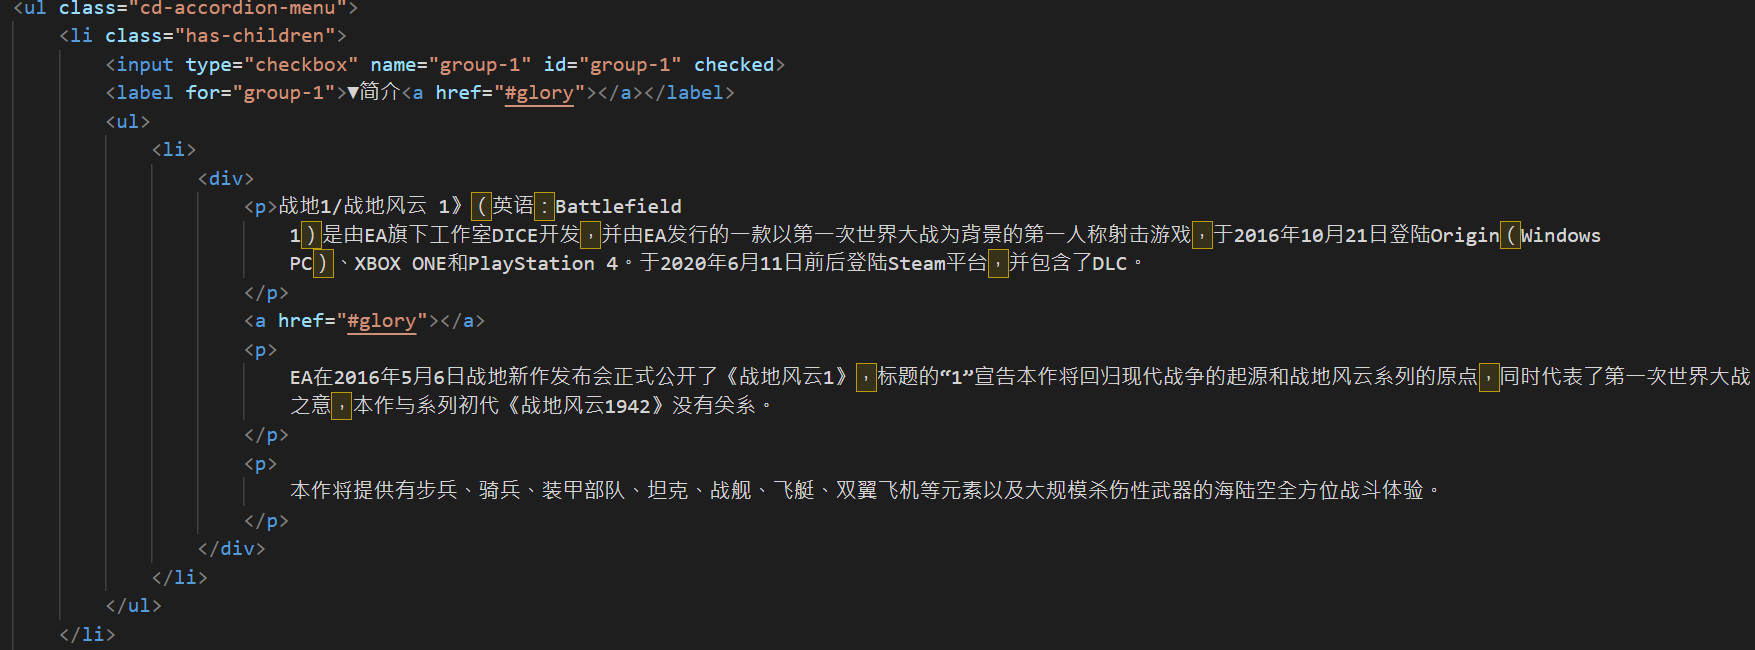 <ul class="cd-accordion-menu">
<li class="has-children">
<input type="checkbox" name="group-1" id="group-1" checked>
<label for="group-1">▼简介<a href="#glory"></a></label>
<ul>
<li>
<div>
<p>战地1/战地风云 1》（英语：Battlefield
1）是由EA旗下工作室DICE开发，并由EA发行的一款以第一次世界大战为背景的第一人称射击游戏，于2016年10月21日登陆Origin（Windows
PC）、XBOX ONE和PlayStation 4。于2020年6月11日前后登陆Steam平台，并包含了DLC。
</p>
<a href="#glory"></a>
<p>
EA在2016年5月6日战地新作发布会正式公开了《战地风云1》，标题的“1”宣告本作将回归现代战争的起源和战地风云系列的原点，同时代表了第一次世界大战
之意，本作与系列初代《战地风云1942》没有关系。
</p>
<p>
本作将提供有步兵、骑兵、装甲部队、坦克、战舰、飞艇、双翼飞机等元素以及大规模杀伤性武器的海陆空全方位战斗体验。
</p>
</div>
</li>
</ul>
</li>